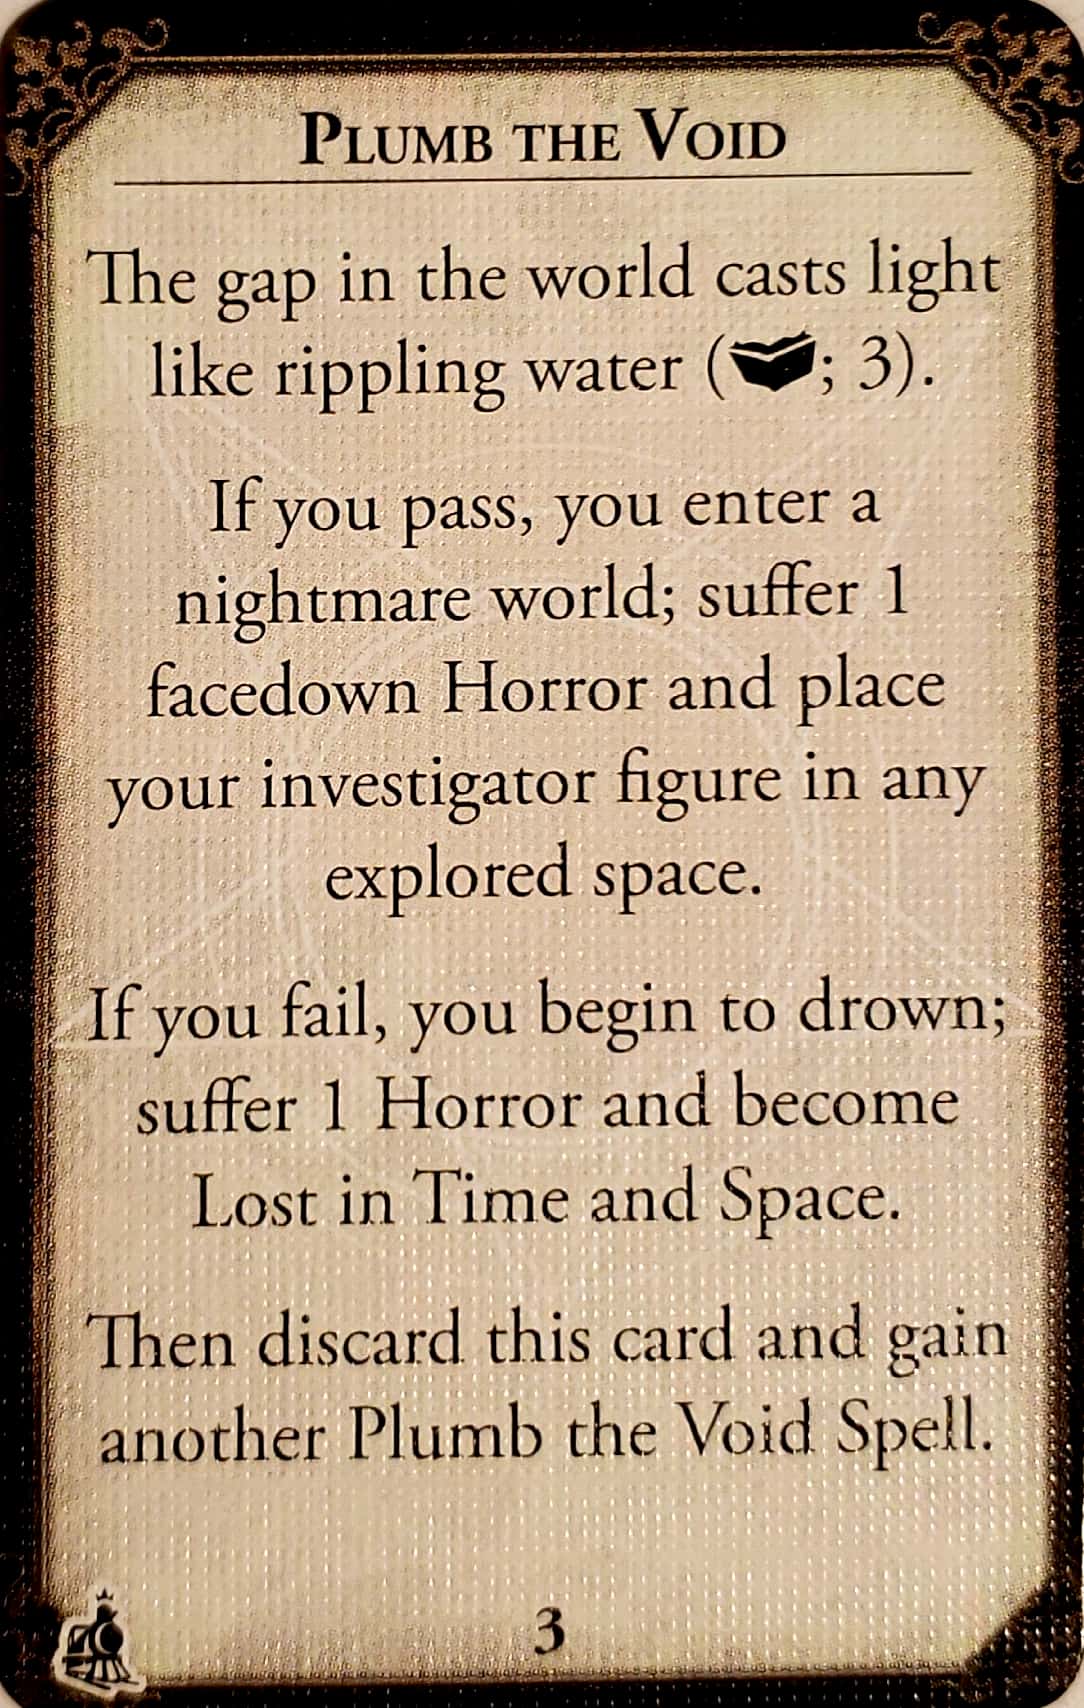 PLUMB THE VOID
The gap in the world casts light
like rippling water (; 3).
If you pass, you enter a
nightmare world; suffer 1
facedown Horror and place
your investigator figure in any
explored space.
If you fail, you begin to drown;
suffer 1 Horror and become
Lost in Time and Space.
Then discard this card and gain
another Plumb the Void Spell.
3